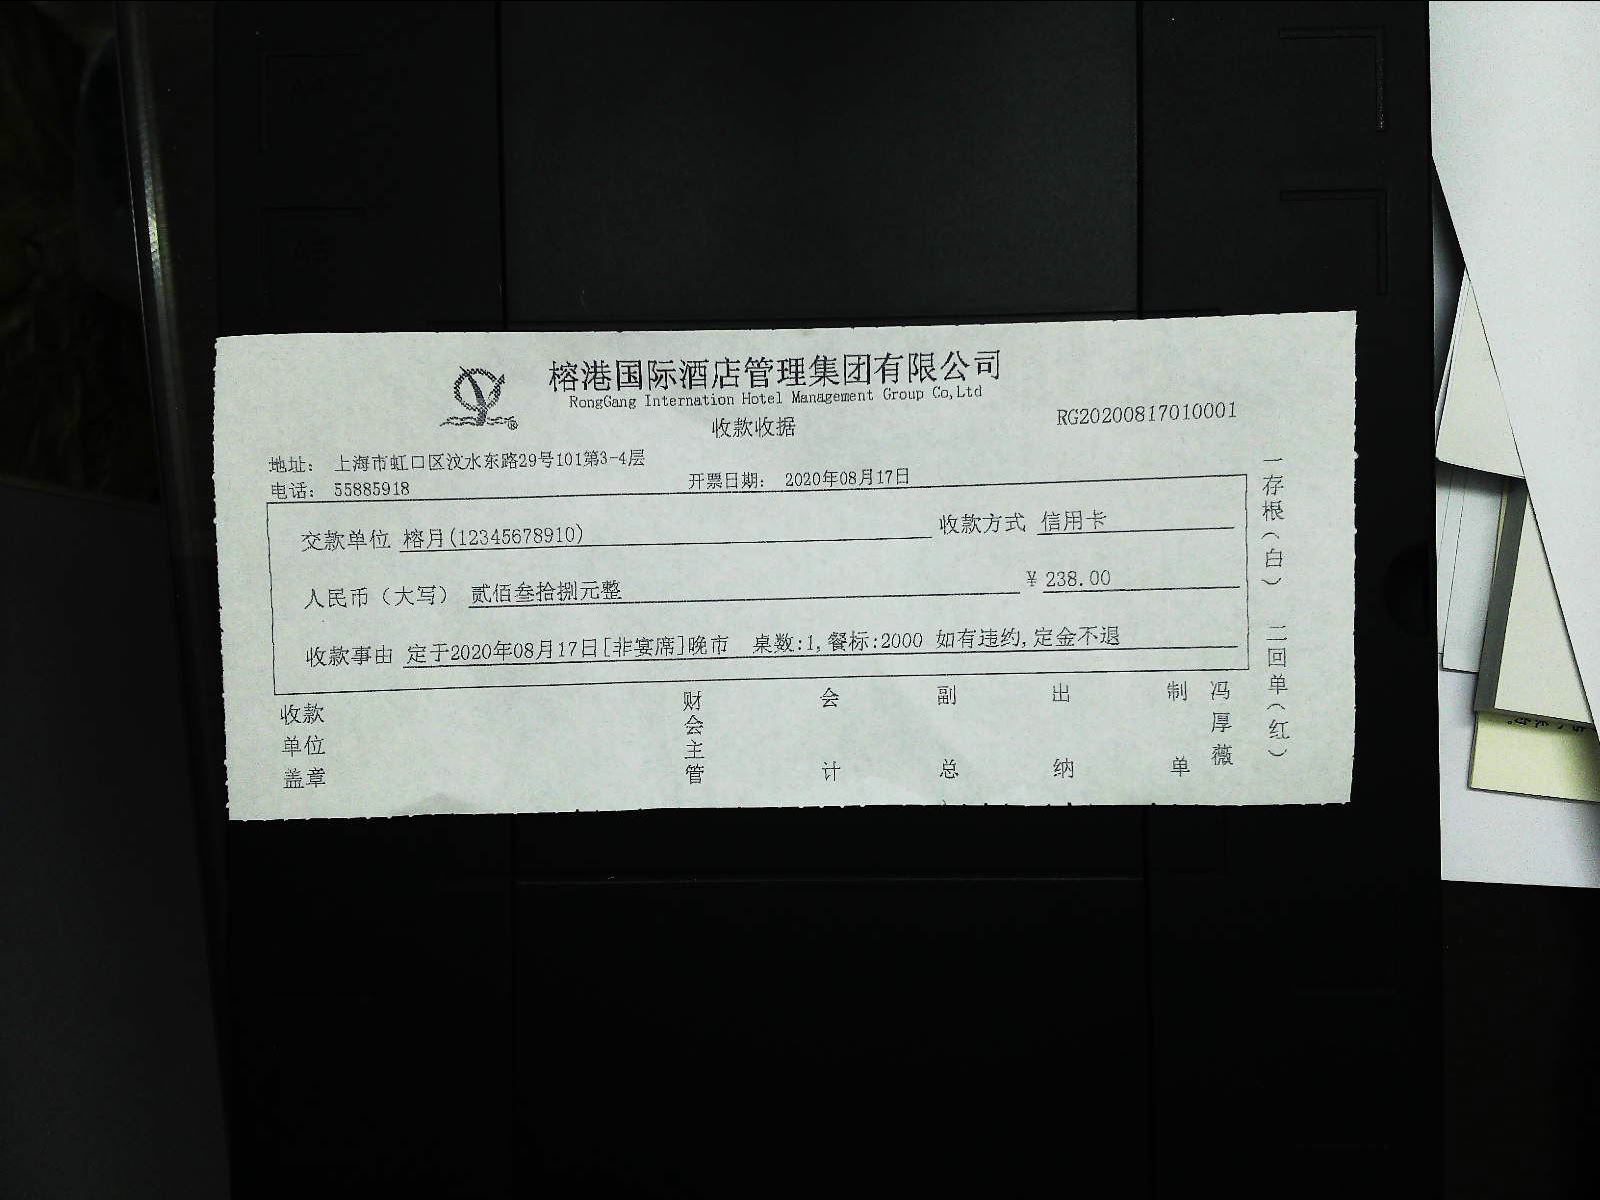 榕港国际酒店管理集团有限公司
RongGang Internation Hotel Management Group Co,Ltd
收款收据
RG20200817010001
地址： 上海市虹口区汶水东路29号101第3-4层
电话： 55885918
开票日期： 2020年08月17日
交款单位 榕月(12345678910)
收款方式 信用卡
人民币（大写） 贰佰叁拾捌元整
¥ 238.00
收款事由 定于2020年08月17日[非宴席]晚市 桌数:1,餐标:2000 如有违约,定金不退
收款单位盖章
财会主管
会计
副总
出纳
制单
冯厚薇
一存根（白） 二回单（红）
A5